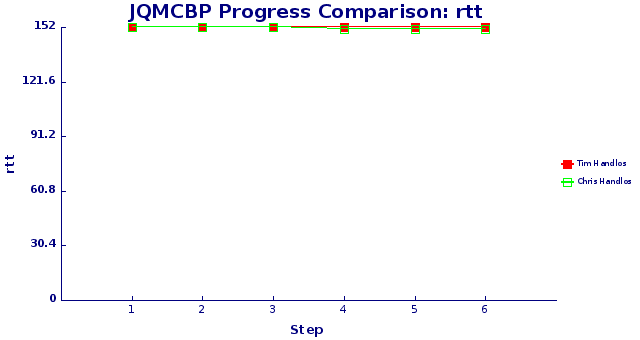 JQMCBP Progress Comparison: rtt
152
121.6
91.2
60.8
30.4
0
rtt
1 2 3 4 5 6
Step
Tim Handlos
Chris Handlos